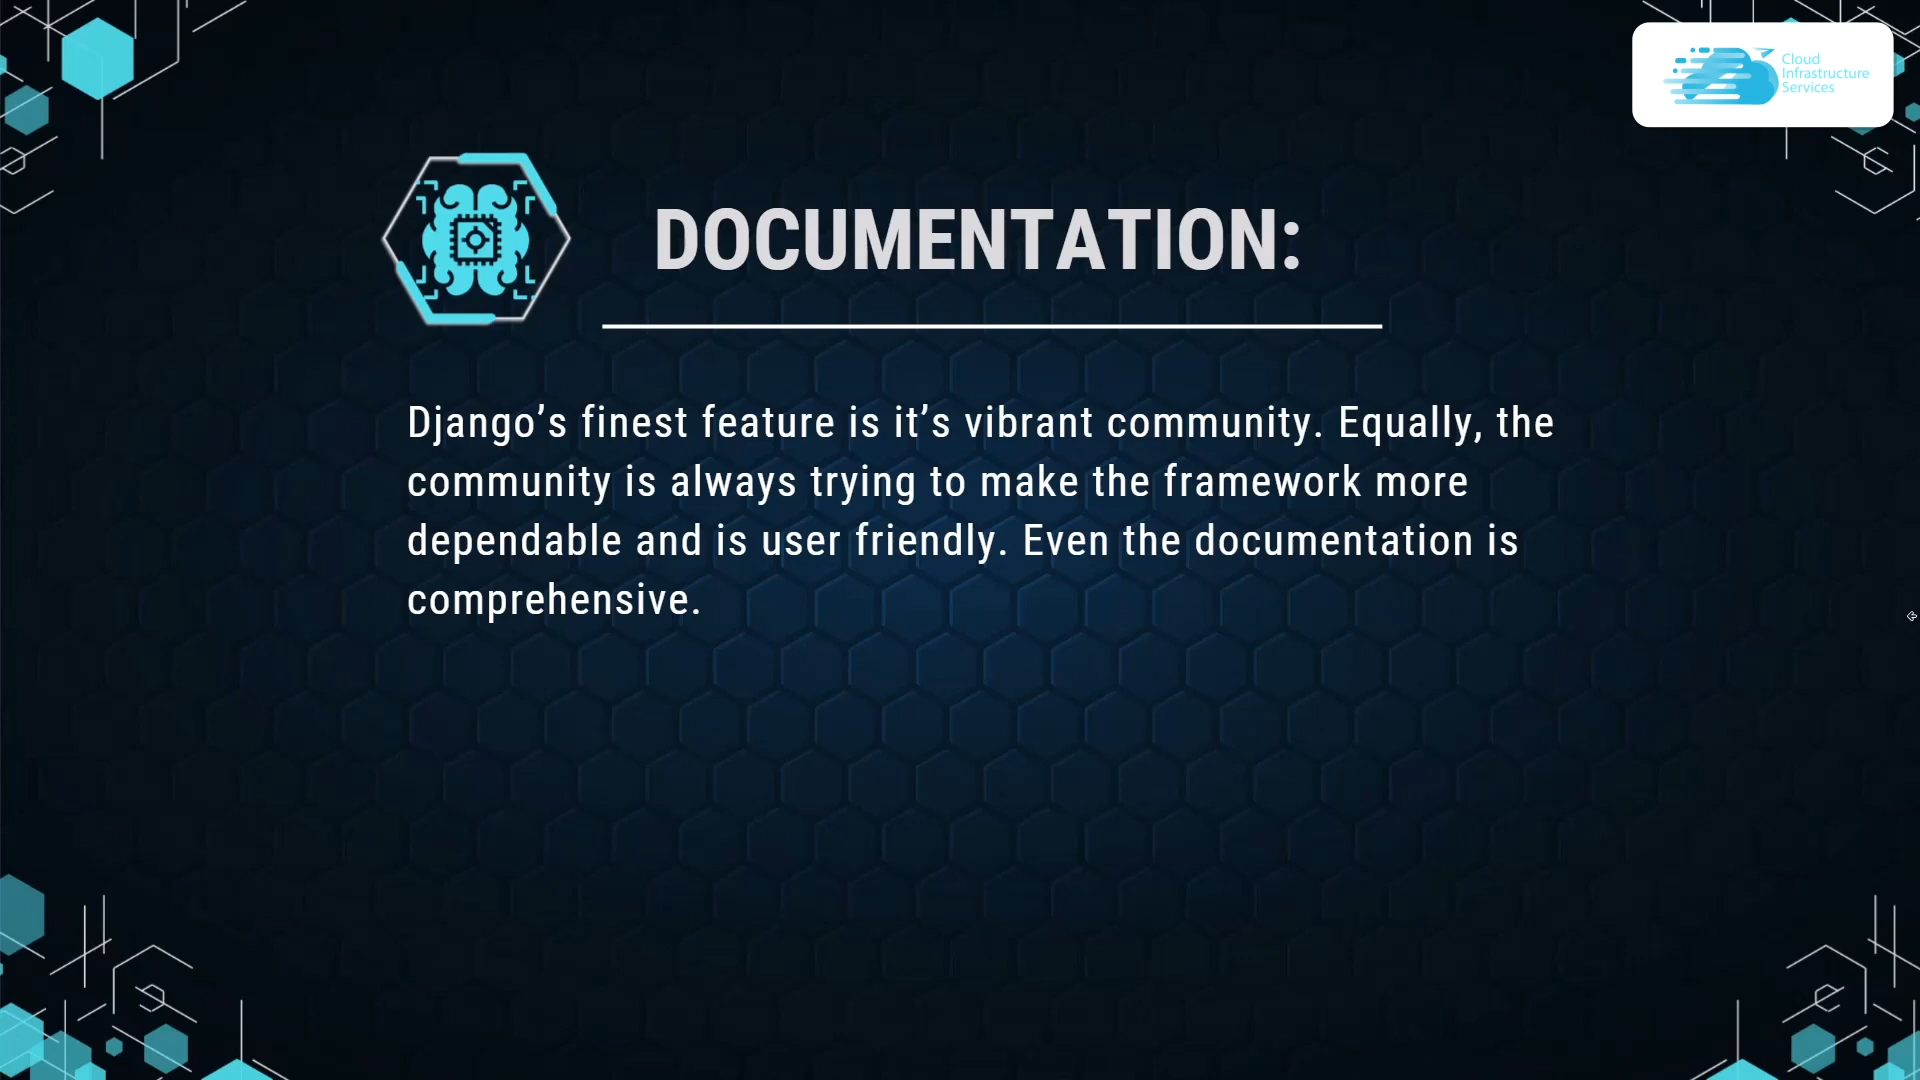 Cloud
Infrastructure
Services
DOCUMENTATION:
Django’s finest feature is it’s vibrant community. Equally, the
community is always trying to make the framework more
dependable and is user friendly. Even the documentation is
comprehensive.